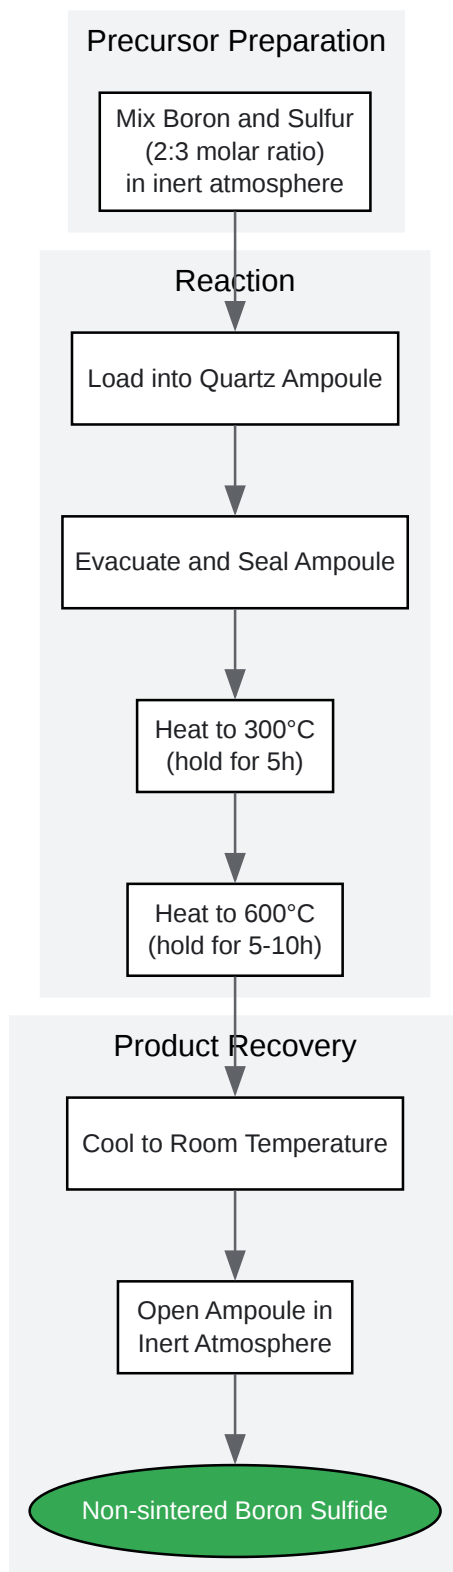 Precursor Preparation
Mix Boron and Sulfur
(2:3 molar ratio)
in inert atmosphere
Reaction
Load into Quartz Ampoule
Evacuate and Seal Ampoule
Heat to 300°C
(hold for 5h)
Heat to 600°C
(hold for 5-10h)
Product Recovery
Cool to Room Temperature
Open Ampoule in
Inert Atmosphere
Non-sintered Boron Sulfide